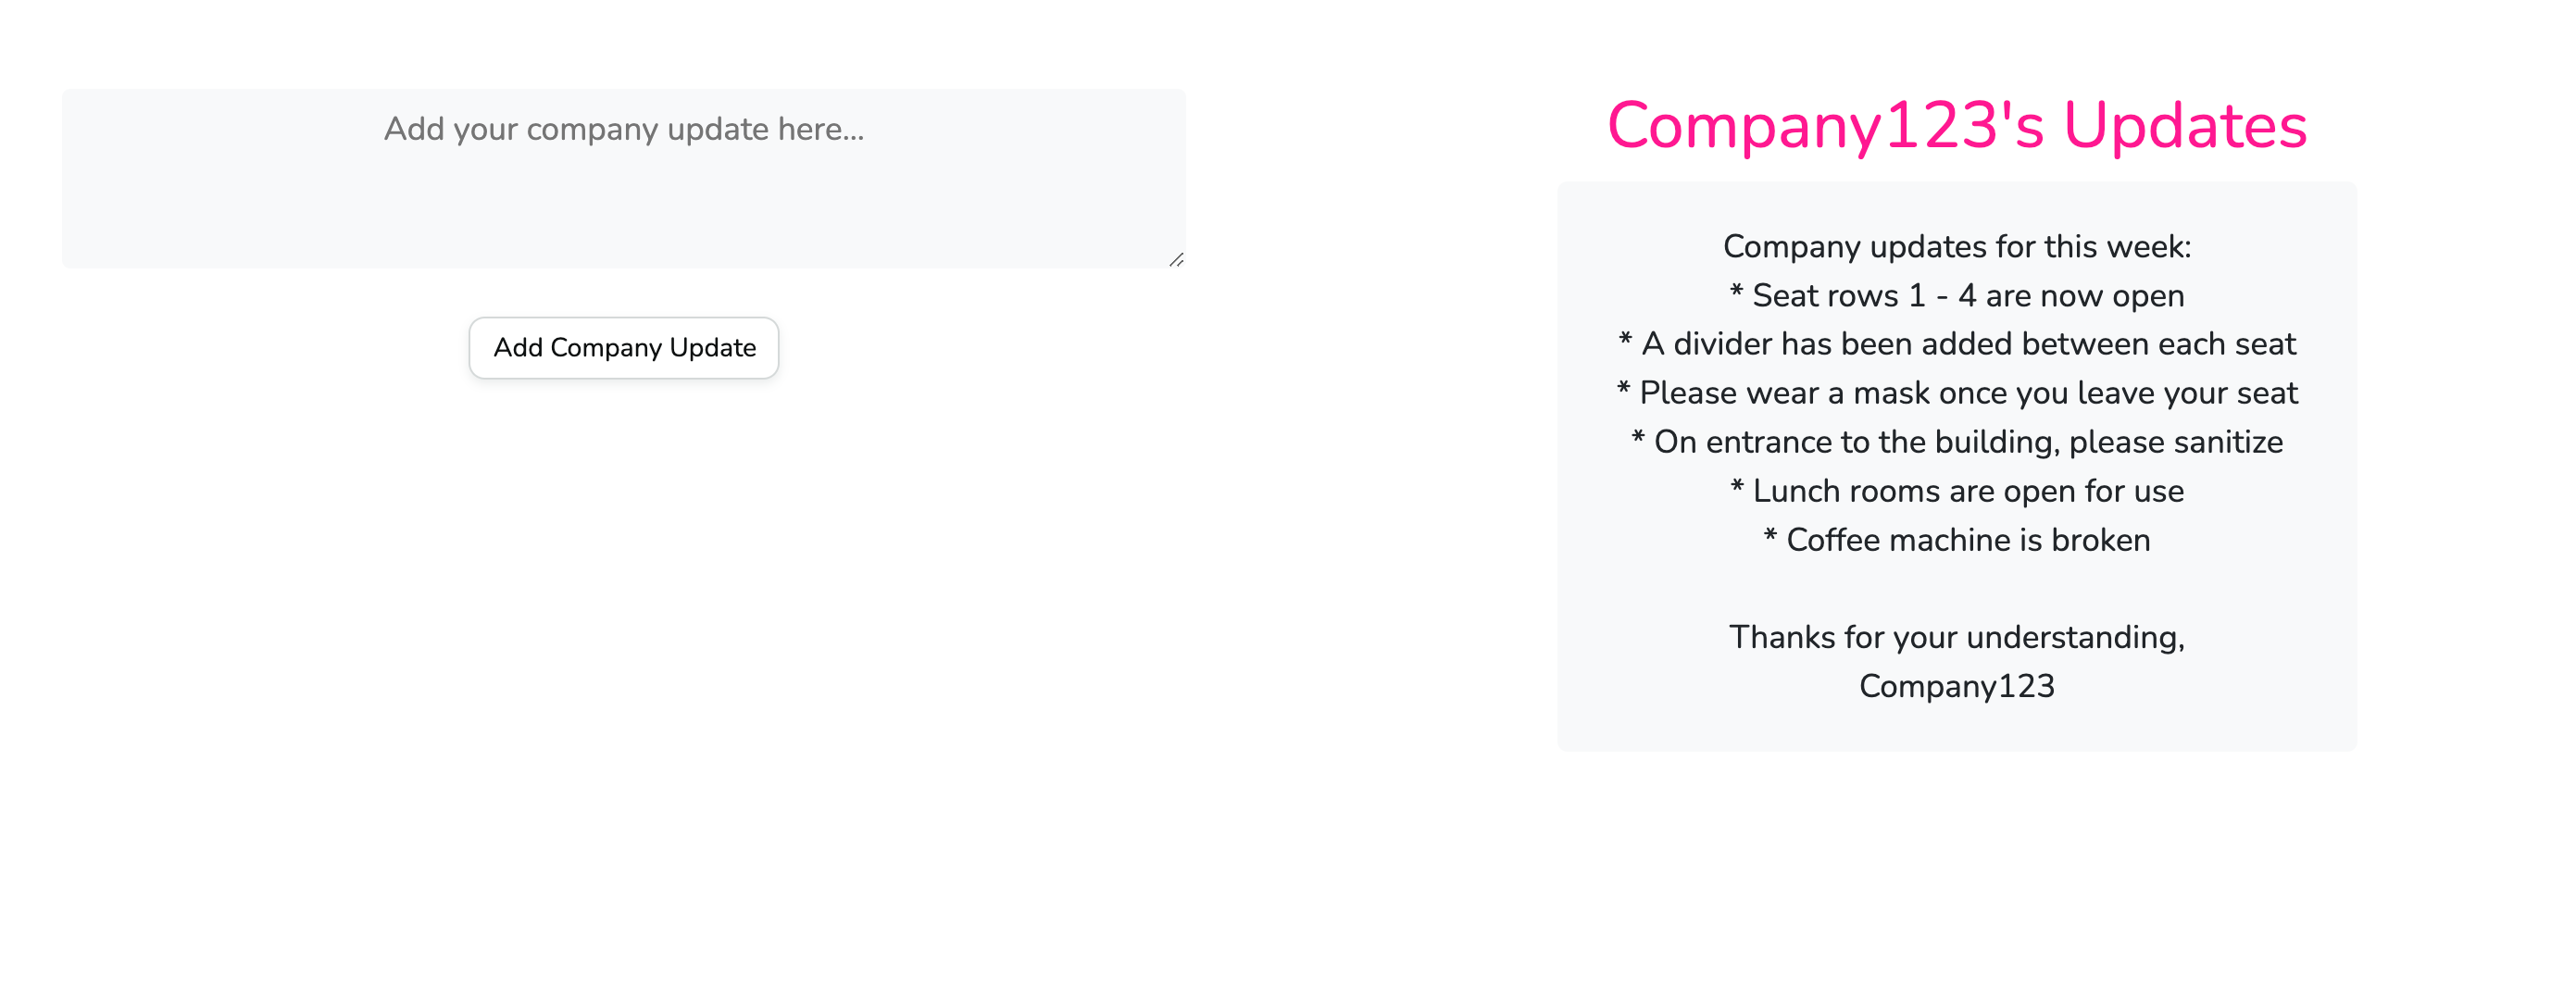 Add your company update here...
Add Company Update
Company123's Updates
Company updates for this week:
* Seat rows 1 - 4 are now open
* A divider has been added between each seat
* Please wear a mask once you leave your seat
* On entrance to the building, please sanitize
* Lunch rooms are open for use
* Coffee machine is broken
Thanks for your understanding,
Company123